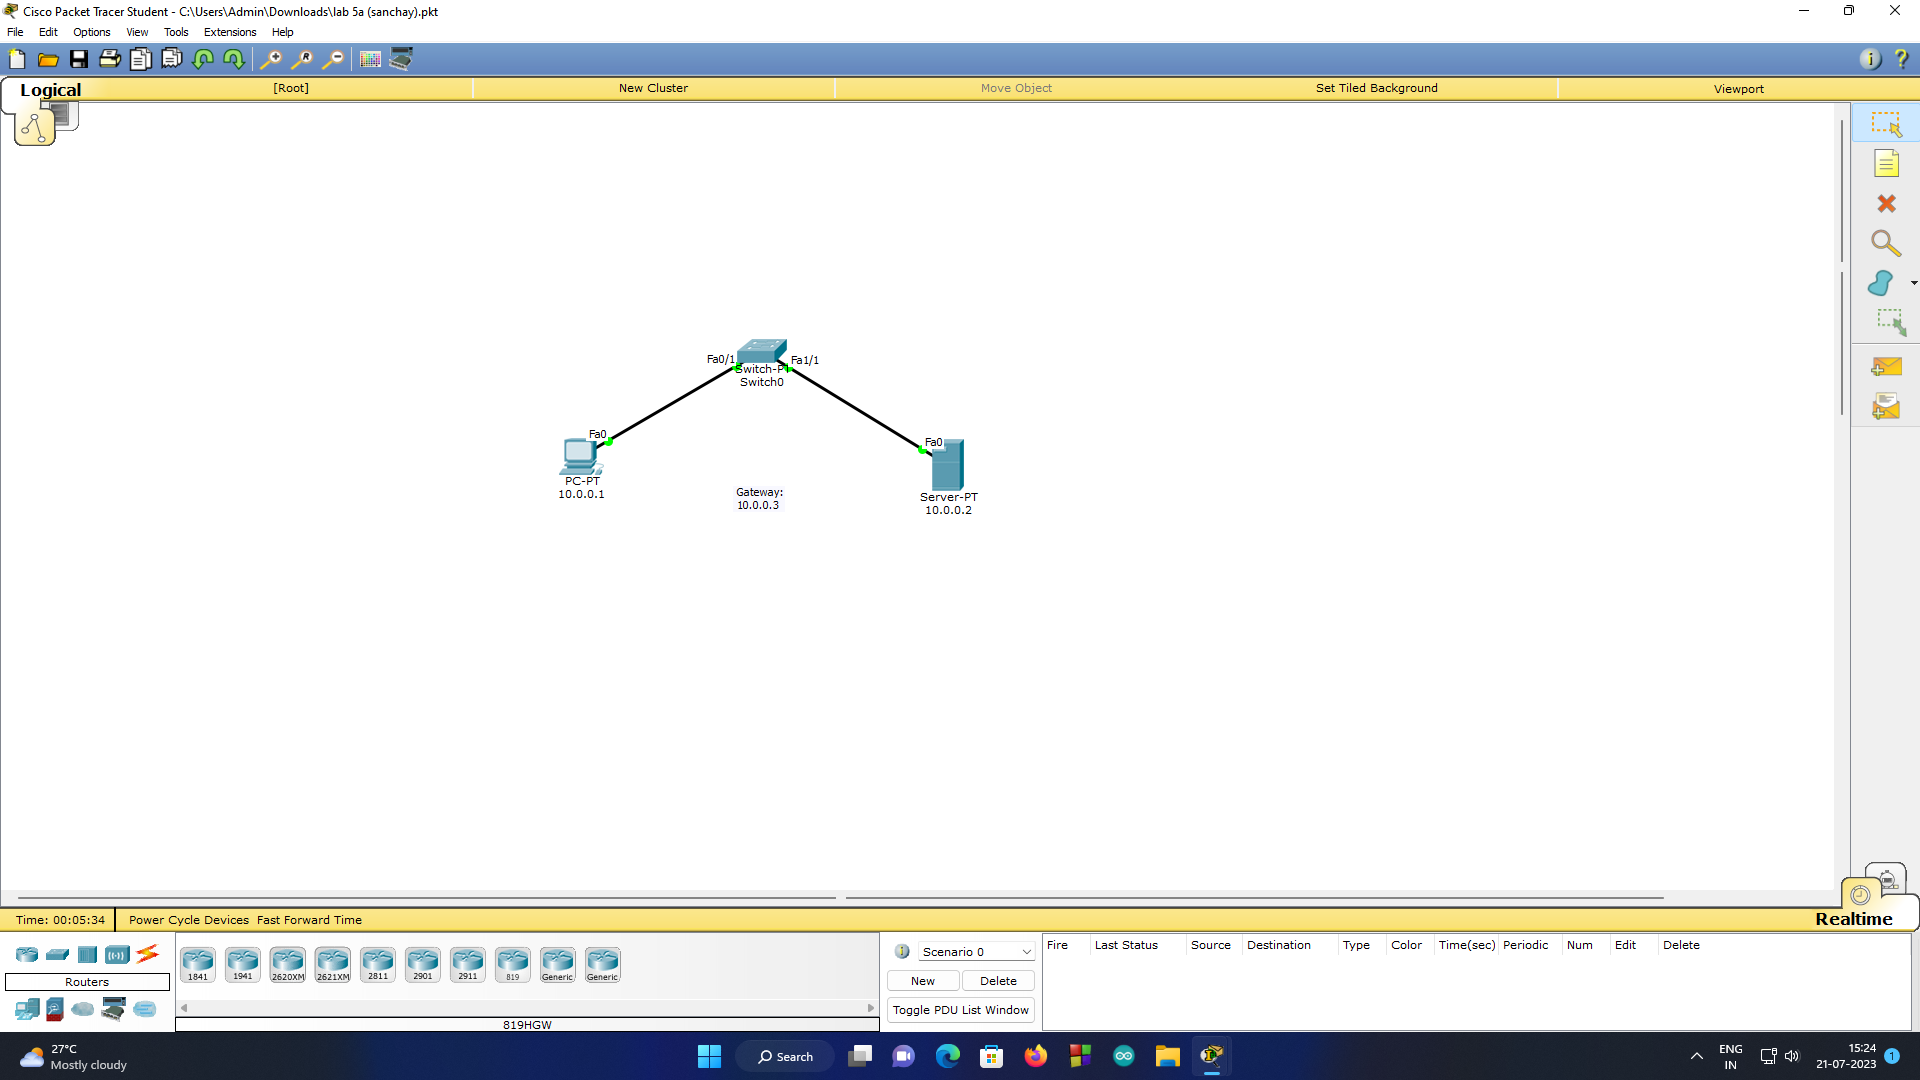 Cisco Packet Tracer Student - C:\Users\Admin\Downloads\lab 5a (sanchay).pkt
File Edit Options View Tools Extensions Help
Logical [Root] New Cluster Move Object Set Tiled Background Viewport
Fa0/1 Fa1/1
Switch-PT
Switch0
Fa0 Fa0
PC-PT
10.0.0.1
Gateway:
10.0.0.3
Server-PT
10.0.0.2
Time: 00:05:34 Power Cycle Devices Fast Forward Time Realtime
Routers
1841 1941 2620XM 2621XM 2811 2901 2911 819 Generic Generic
819HGW
Scenario 0
New Delete
Toggle PDU List Window
Fire Last Status Source Destination Type Color Time(sec) Periodic Num Edit Delete
27°C
Mostly cloudy
Search
ENG
IN
15:24
21-07-2023
1